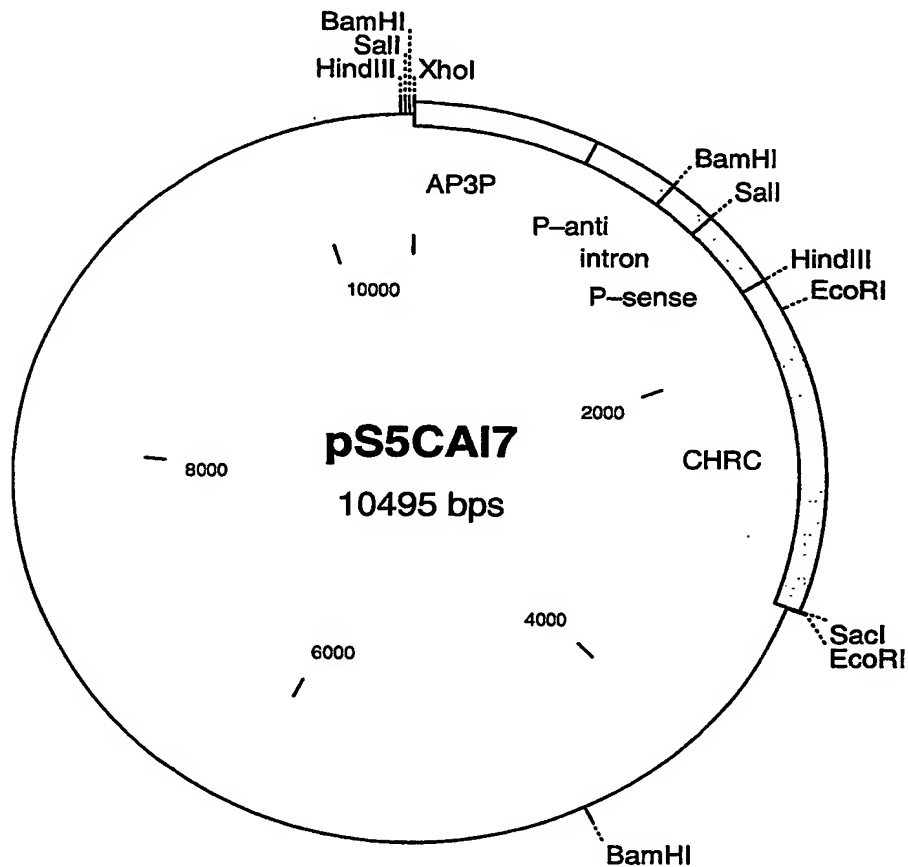 BamHI
SalI
HindIII
XhoI
BamHI
AP3P
SalI
P-anti
intron
HindIII
10000
P-sense
EcoRI
2000
pS5CAI7
CHRC
8000
10495 bps
4000
SacI
6000
EcoRI
BamHI